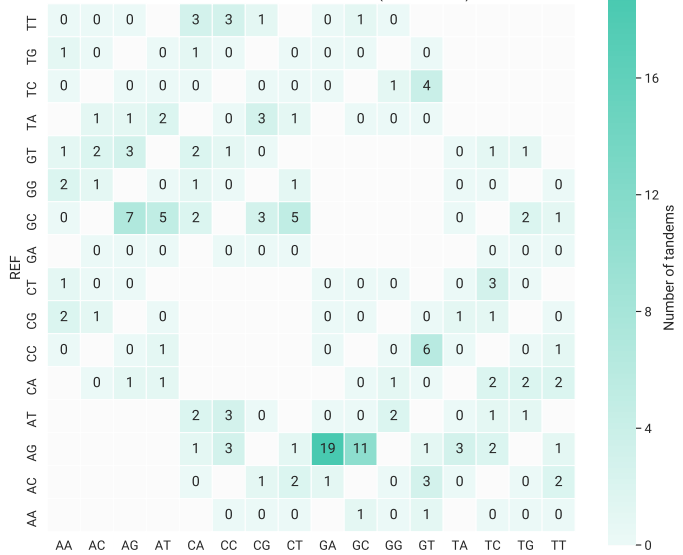 TT 0 0 0 3 3 1 0 1 0
TG 1 0 0 1 0 0 0 0 0
16
TC 0 0 0 0 0 0 0 1 4
TA 1 1 2 0 3 1 0 0 0
GT 1 2 3 2 1 0 0 1 1
GG 2 1 0 1 0 1 0 0 0
12
GC 0 7 5 2 3 5 0 2 1
GA 0 0 0 0 0 0 0 0 0
REF
Number of tandems
CT 1 0 0 0 0 0 0 3 0
8
CG 2 1 0 0 0 0 1 1 0
CC 0 0 1 0 0 6 0 0 1
CA 0 1 1 0 1 0 2 2 2
AT 2 3 0 0 0 2 0 1 1
4
AG 1 3 1 19 11 1 3 2 1
AC 0 1 2 1 0 3 0 0 2
AA 0 0 0 1 0 1 0 0 0
0
AA AC AG AT CA CC CG CT GA GC GG GT TA TC TG TT